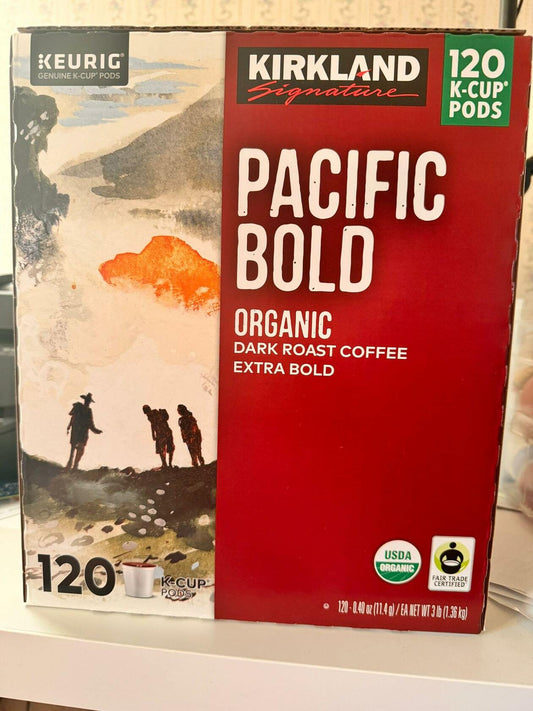 KEURIG®
GENUINE K-CUP® PODS
KIRKLAND
Signature
120
K-CUP®
PODS
PACIFIC
BOLD
ORGANIC
DARK ROAST COFFEE
EXTRA BOLD
120
K-CUP®
PODS
USDA
ORGANIC
FAIR TRADE
CERTIFIED
120 - 0.40 oz (11.4 g) / EA NET WT 3 lb (1.36 kg)